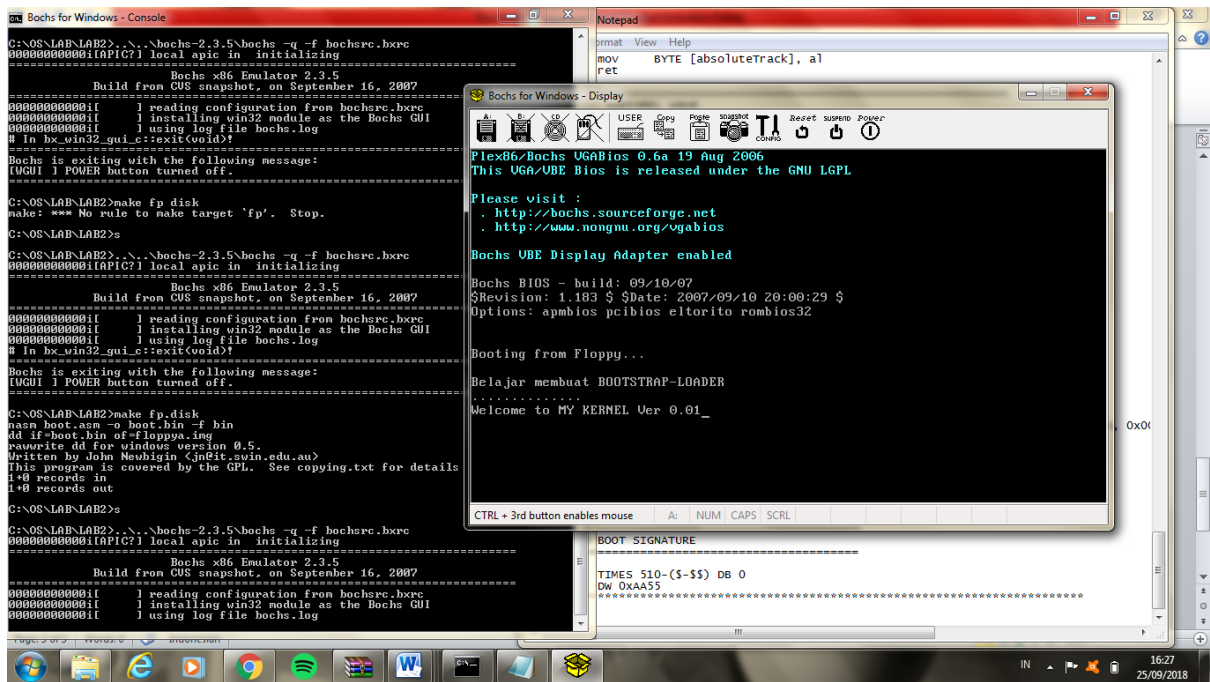 Bochs for Windows - Console
C:\OS\LAB\LAB2>..\..\bochs-2.3.5\bochs -q -f bochsrc.bxrc
00000000000i[APIC?] local apic in  initializing
========================================================================
Bochs x86 Emulator 2.3.5
Build from CVS snapshot, on September 16, 2007
========================================================================
00000000000i[     ] reading configuration from bochsrc.bxrc
00000000000i[     ] installing win32 module as the Bochs GUI
00000000000i[     ] using log file bochs.log
# In bx_win32_gui_c::exit(void)!
========================================================================
Bochs is exiting with the following message:
[WGUI ] POWER button turned off.
========================================================================
C:\OS\LAB\LAB2>make fp disk
make: *** No rule to make target `fp'.  Stop.
C:\OS\LAB\LAB2>s
C:\OS\LAB\LAB2>..\..\bochs-2.3.5\bochs -q -f bochsrc.bxrc
00000000000i[APIC?] local apic in  initializing
========================================================================
Bochs x86 Emulator 2.3.5
Build from CVS snapshot, on September 16, 2007
========================================================================
00000000000i[     ] reading configuration from bochsrc.bxrc
00000000000i[     ] installing win32 module as the Bochs GUI
00000000000i[     ] using log file bochs.log
# In bx_win32_gui_c::exit(void)!
========================================================================
Bochs is exiting with the following message:
[WGUI ] POWER button turned off.
========================================================================
C:\OS\LAB\LAB2>make fp.disk
nasm boot.asm -o boot.bin -f bin
dd if=boot.bin of=floppya.img
rawwrite dd for windows version 0.5.
Written by John Newbigin <jn@it.swin.edu.au>
This program is covered by the GPL.  See copying.txt for details
1+0 records in
1+0 records out
C:\OS\LAB\LAB2>s
C:\OS\LAB\LAB2>..\..\bochs-2.3.5\bochs -q -f bochsrc.bxrc
00000000000i[APIC?] local apic in  initializing
========================================================================
Bochs x86 Emulator 2.3.5
Build from CVS snapshot, on September 16, 2007
========================================================================
00000000000i[     ] reading configuration from bochsrc.bxrc
00000000000i[     ] installing win32 module as the Bochs GUI
00000000000i[     ] using log file bochs.log
Notepad
View Help
mov     BYTE [absoluteTrack], al
ret
Bochs for Windows - Display
A: B: CD USER Copy Paste snapshot CONFIG Reset SUSPEND Power
Plex86/Bochs VGABios 0.6a 19 Aug 2006
This VGA/VBE Bios is released under the GNU LGPL
Please visit :
. http://bochs.sourceforge.net
. http://www.nongnu.org/vgabios
Bochs VBE Display Adapter enabled
Bochs BIOS - build: 09/10/07
$Revision: 1.183 $ $Date: 2007/09/10 20:00:29 $
Options: apmbios pcibios eltorito rombios32
Booting from Floppy...
Belajar membuat BOOTSTRAP-LOADER
..............
Welcome to MY KERNEL Ver 0.01_
CTRL + 3rd button enables mouse A: NUM CAPS SCRL
BOOT SIGNATURE
=====================================
TIMES 510-($-$$) DB 0
DW 0xAA55
*********************************************************************
IN
16:27
25/09/2018